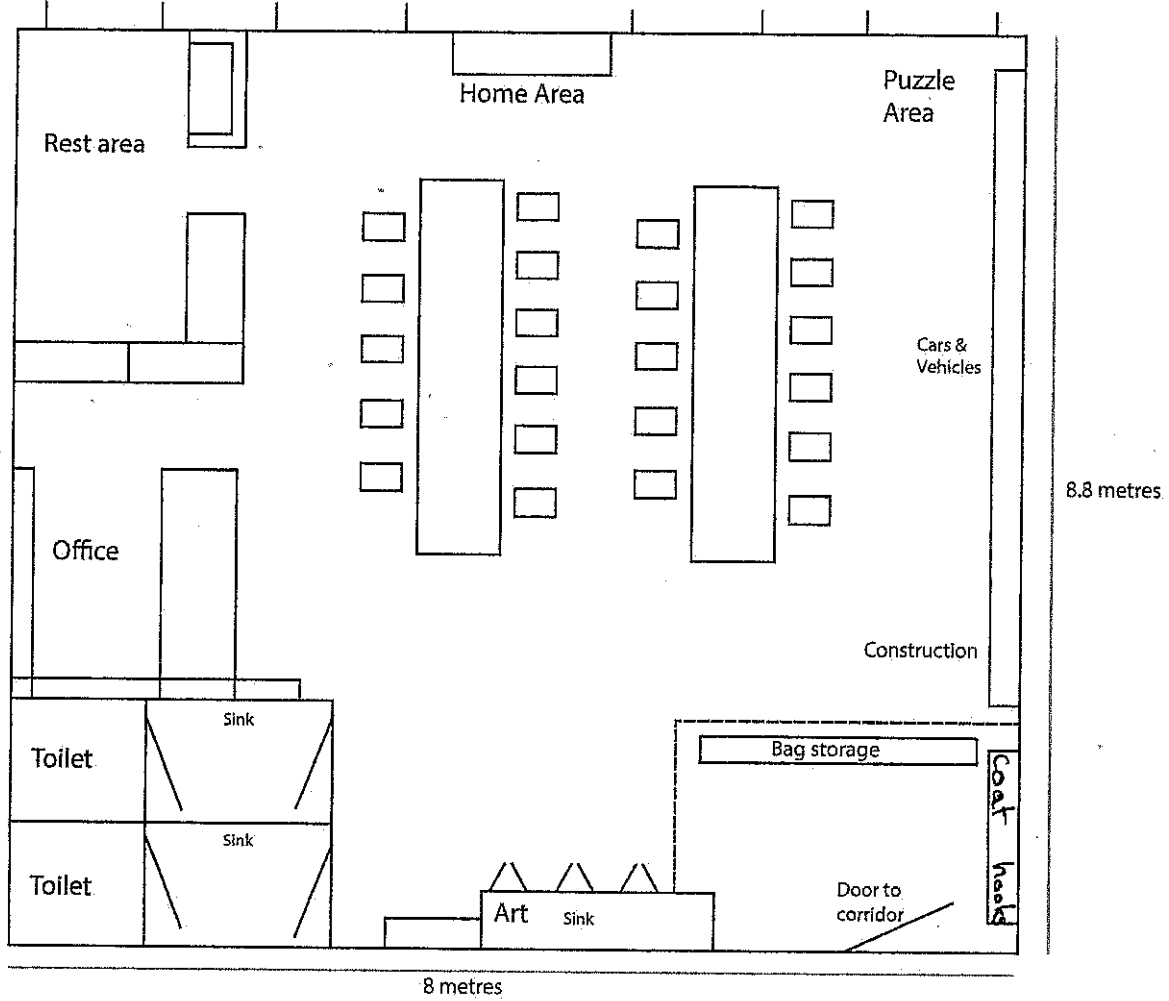 Home Area
Puzzle
Area
Rest area
Cars &
Vehicles
8.8 metres
Office
Construction
Sink
Toilet
Bag storage
Coat hooks
Sink
Toilet
Door to
corridor
Art
Sink
8 metres